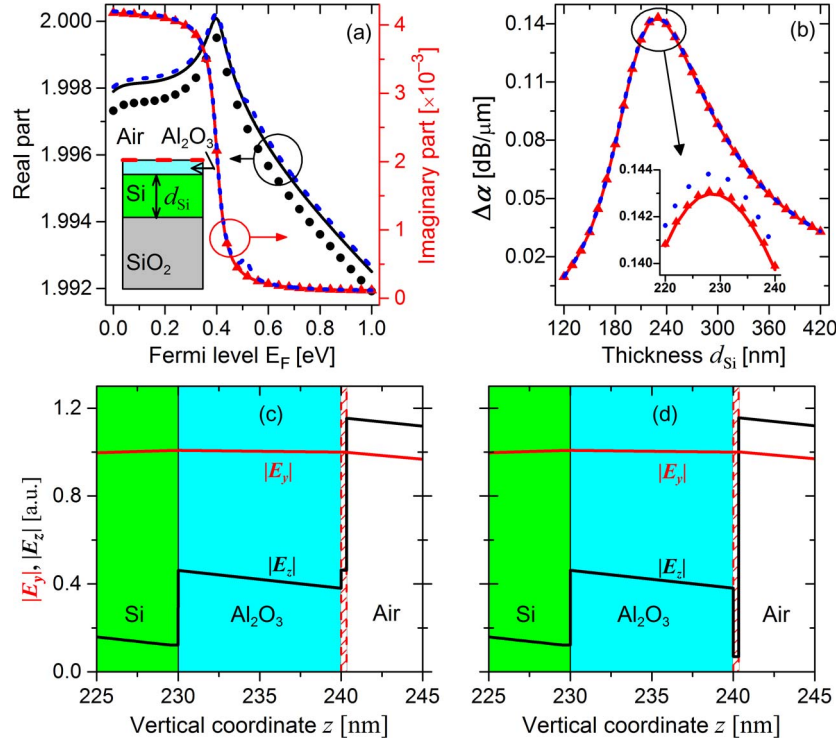 2.000
1.998
1.996
1.994
1.992
Real part
(a)
Air
Al2O3
Si
dSi
SiO2
4
3
2
1
0
Imaginary part [×10⁻³]
0.0 0.2 0.4 0.6 0.8 1.0
Fermi level EF [eV]
0.14
0.11
0.08
0.05
0.02
Δα [dB/μm]
(b)
0.144
0.142
0.140
220 230 240
120 180 240 300 360 420
Thickness dSi [nm]
1.2
0.8
0.4
0.0
|Ey|, |Ez| [a.u.]
(c)
|Ey|
|Ez|
Si
Al2O3
Air
225 230 235 240 245
Vertical coordinate z [nm]
(d)
|Ey|
|Ez|
Si
Al2O3
Air
225 230 235 240 245
Vertical coordinate z [nm]